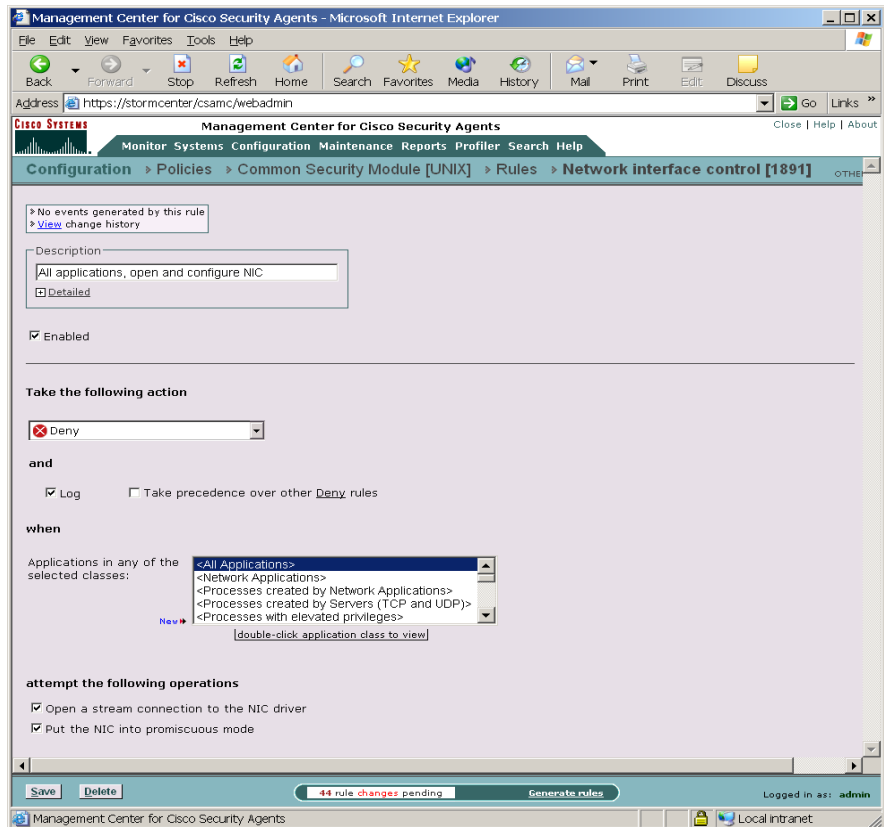 Management Center for Cisco Security Agents - Microsoft Internet Explorer
File Edit View Favorites Tools Help
Back Forward Stop Refresh Home Search Favorites Media History Mail Print Edit Discuss
Address https://stormcenter/csamc/webadmin Go Links »
CISCO SYSTEMS Management Center for Cisco Security Agents Close | Help | About
Monitor Systems Configuration Maintenance Reports Profiler Search Help
Configuration > Policies > Common Security Module [UNIX] > Rules > Network interface control [1891] OTHE
No events generated by this rule
View change history
Description
All applications, open and configure NIC
Detailed
Enabled
Take the following action
Deny
and
Log Take precedence over other Deny rules
when
Applications in any of the selected classes:
<All Applications>
<Network Applications>
<Processes created by Network Applications>
<Processes created by Servers (TCP and UDP)>
<Processes with elevated privileges>
New
[double-click application class to view]
attempt the following operations
Open a stream connection to the NIC driver
Put the NIC into promiscuous mode
Save Delete 44 rule changes pending Generate rules Logged in as: admin
Management Center for Cisco Security Agents Local intranet